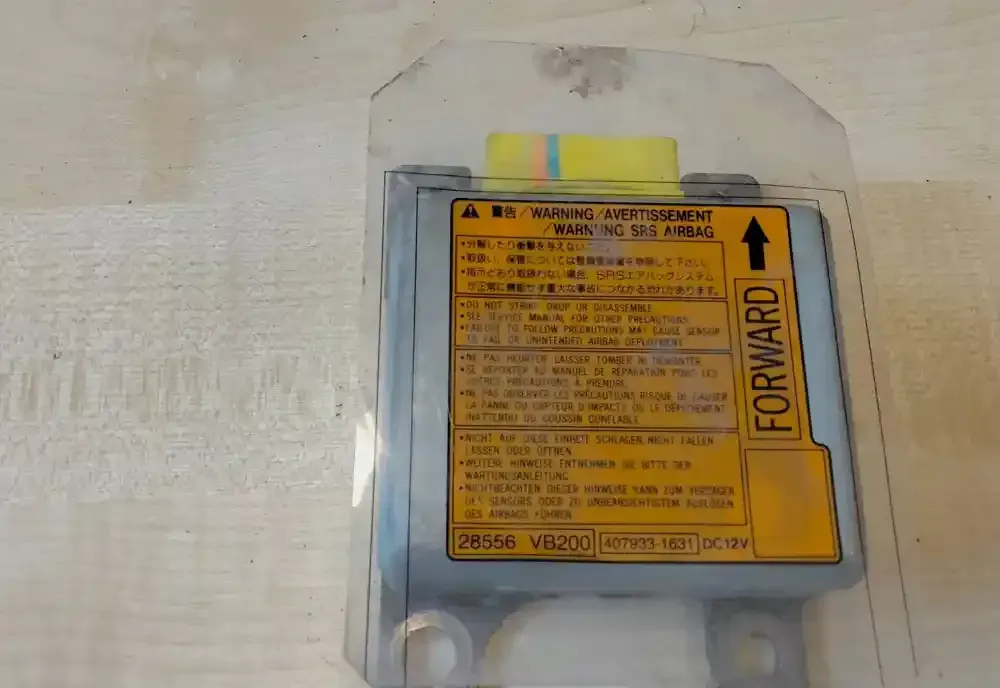 ⚠ 警告/WARNING/AVERTISSEMENT
/WARNUNG SRS AIRBAG
•分解したり衝撃を与えない
•取扱い、保管については整備要領書を参照して下さい。
•指示どおり取扱わない場合、SRSエアバッグシステム
が正常に機能せず重大な事故につながる恐れがあります。
•DO NOT STRIKE DROP OR DISASSEMBLE
•SEE SERVICE MANUAL FOR OTHER PRECAUTIONS
•FAILURE TO FOLLOW PRECAUTIONS MAY CAUSE SENSOR
TO FAIL OR UNINTENDED AIRBAG DEPLOYMENT
•NE PAS HEURTER LAISSER TOMBER NI DEMONTER
•SE REPORTER AU MANUEL DE REPARATION POUR LES
AUTRES PRECAUTIONS A PRENDRE
•NE PAS OBSERVER LES PRECAUTIONS RISQUE DE CAUSER
LA PANNE DU CAPTEUR D'IMPACTS OU LE DEPLOIEMENT
INATTENDU DU COUSSIN GONFLABLE
•NICHT AUF DIESE EINHEIT SCHLAGEN, NICHT FALLEN
LASSEN ODER ÖFFNEN
•WEITERE HINWEISE ENTNEHMEN SIE BITTE DER
WARTUNGSANLEITUNG
•NICHTBEACHTEN DIESER HINWEISE KANN ZUM VERSAGEN
DES SENSORS ODER ZU UNBEABSICHTIGTEM AUSLÖSEN
DES AIRBAGS FÜHREN
28556 VB200 407933-1631 DC12V
FORWARD